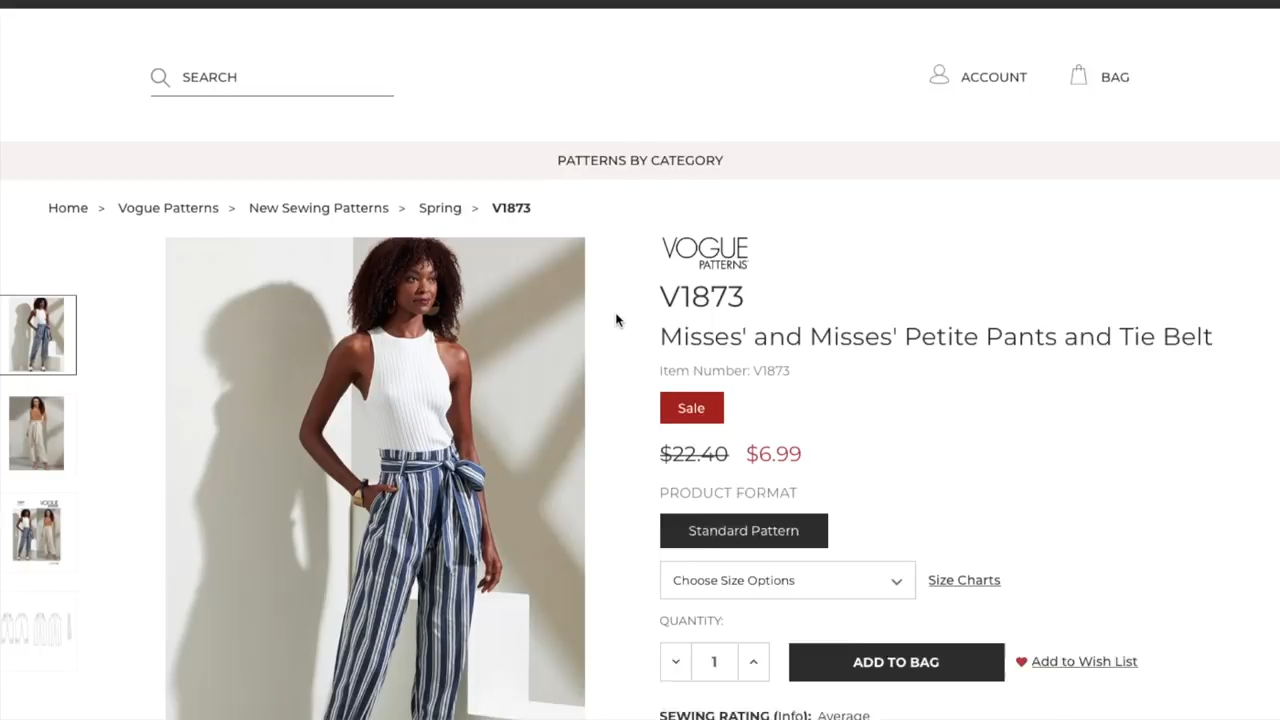 SEARCH
ACCOUNT
BAG
PATTERNS BY CATEGORY
Home > Vogue Patterns > New Sewing Patterns > Spring > V1873
VOGUE
PATTERNS
V1873
Misses' and Misses' Petite Pants and Tie Belt
Item Number: V1873
Sale
$22.40 $6.99
PRODUCT FORMAT
Standard Pattern
Choose Size Options
Size Charts
QUANTITY:
1
ADD TO BAG
Add to Wish List
SEWING RATING (Info): Average
VOGUE